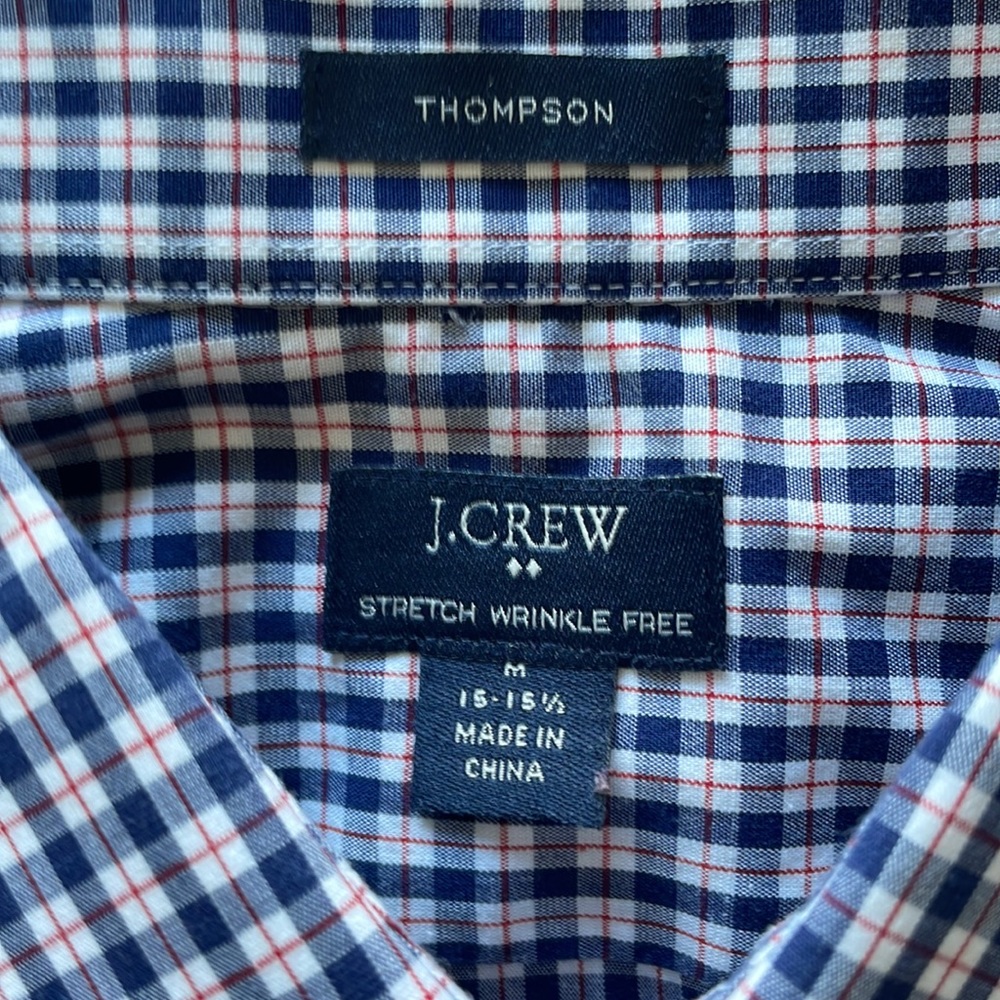 THOMPSON
J.CREW
STRETCH WRINKLE FREE
M
15-15½
MADE IN
CHINA